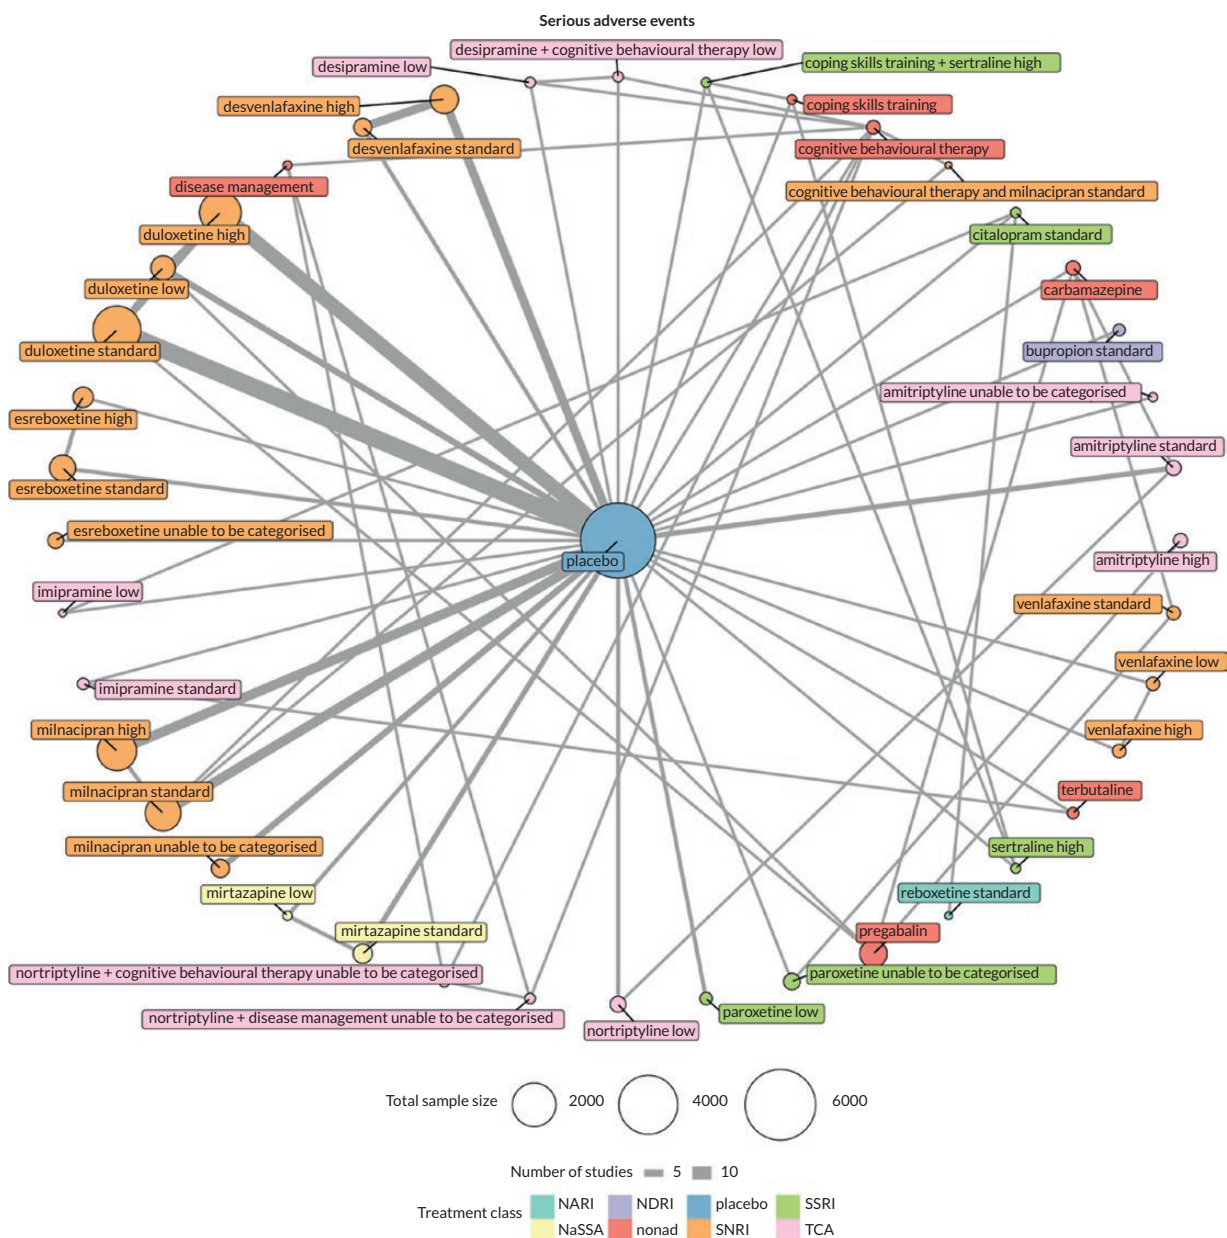 Serious adverse events
desipramine + cognitive behavioural therapy low
desipramine low
coping skills training + sertraline high
desvenlafaxine high
coping skills training
desvenlafaxine standard
cognitive behavioural therapy
disease management
cognitive behavioural therapy and milnacipran standard
duloxetine high
citalopram standard
duloxetine low
carbamazepine
duloxetine standard
bupropion standard
amitriptyline unable to be categorised
esreboxetine high
amitriptyline standard
esreboxetine standard
esreboxetine unable to be categorised
placebo
amitriptyline high
imipramine low
venlafaxine standard
venlafaxine low
imipramine standard
milnacipran high
venlafaxine high
milnacipran standard
terbutaline
milnacipran unable to be categorised
sertraline high
mirtazapine low
reboxetine standard
mirtazapine standard
pregabalin
nortriptyline + cognitive behavioural therapy unable to be categorised
paroxetine unable to be categorised
nortriptyline + disease management unable to be categorised
paroxetine low
nortriptyline low
Total sample size 2000 4000 6000
Number of studies 5 10
Treatment class
NARI NDRI placebo SSRI
NaSSA nonad SNRI TCA